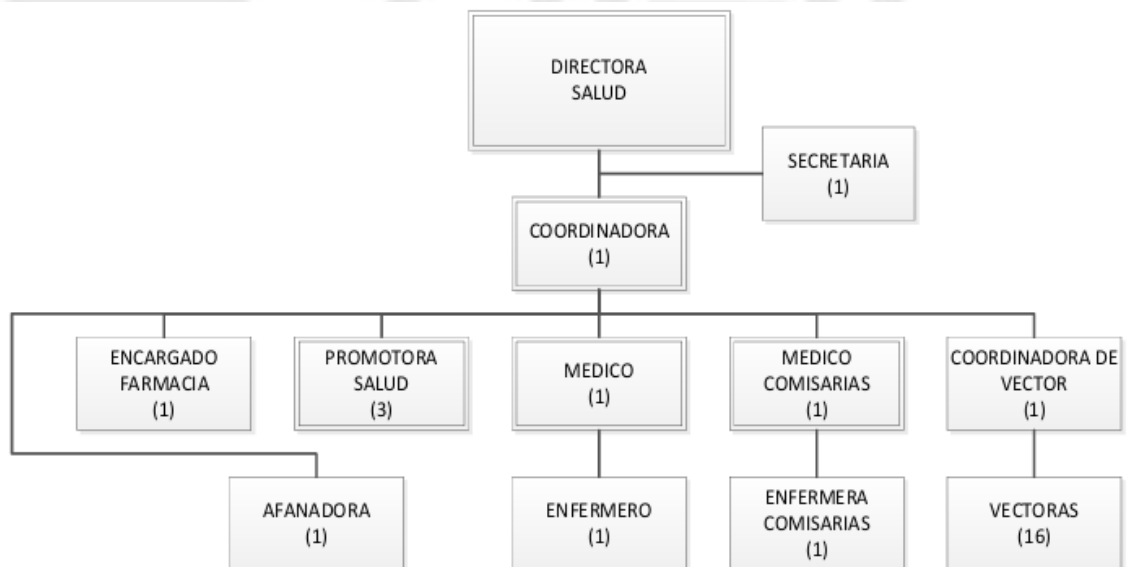 DIRECTORA
SALUD
SECRETARIA
(1)
COORDINADORA
(1)
ENCARGADO
FARMACIA
(1)
PROMOTORA
SALUD
(3)
MEDICO
(1)
MEDICO
COMISARIAS
(1)
COORDINADORA DE
VECTOR
(1)
AFANADORA
(1)
ENFERMERO
(1)
ENFERMERA
COMISARIAS
(1)
VECTORAS
(16)